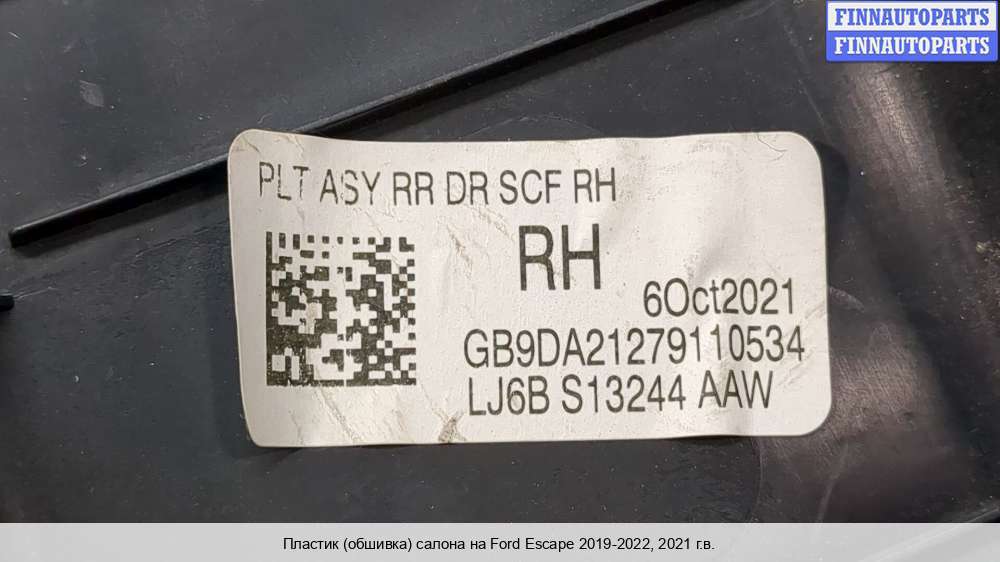 FINNAUTOPARTS
FINNAUTOPARTS
PLT ASY RR DR SCF RH
RH
6Oct2021
GB9DA21279110534
LJ6B S13244 AAW
Пластик (обшивка) салона на Ford Escape 2019-2022, 2021 г.в.